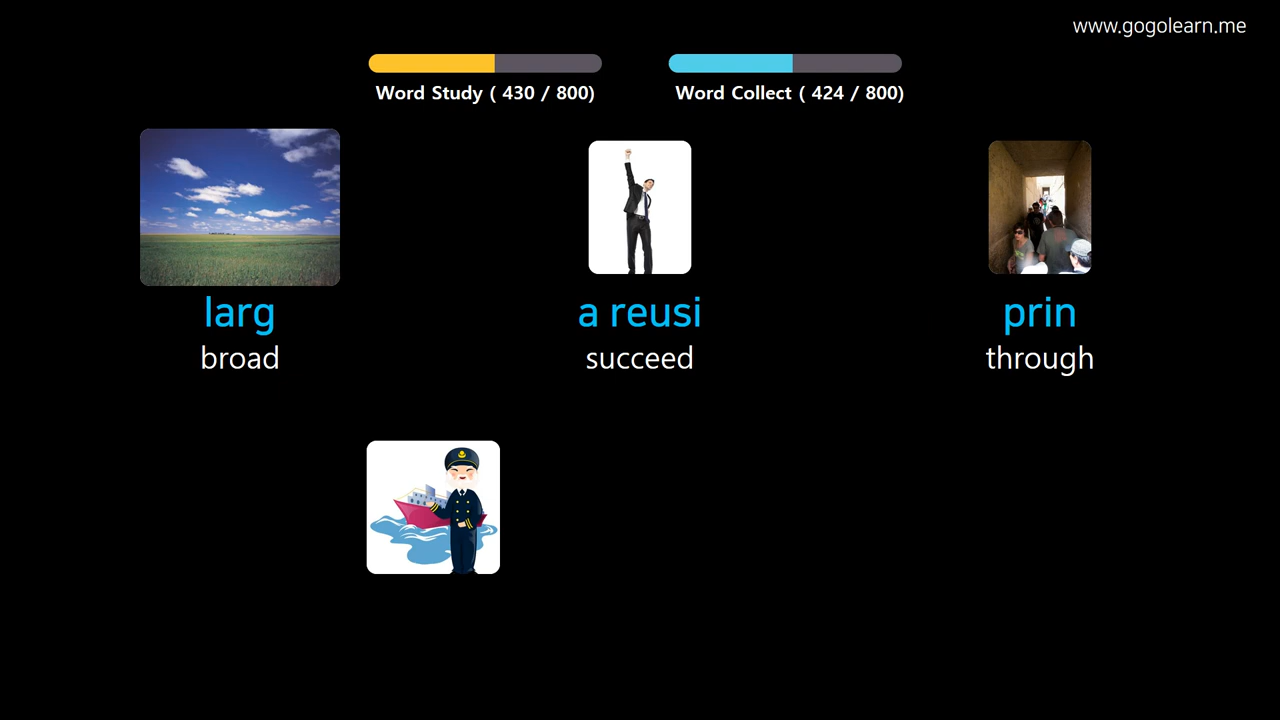 www.gogolearn.me
Word Study ( 430 / 800)
Word Collect ( 424 / 800)
larg
a reusi
prin
broad
succeed
through